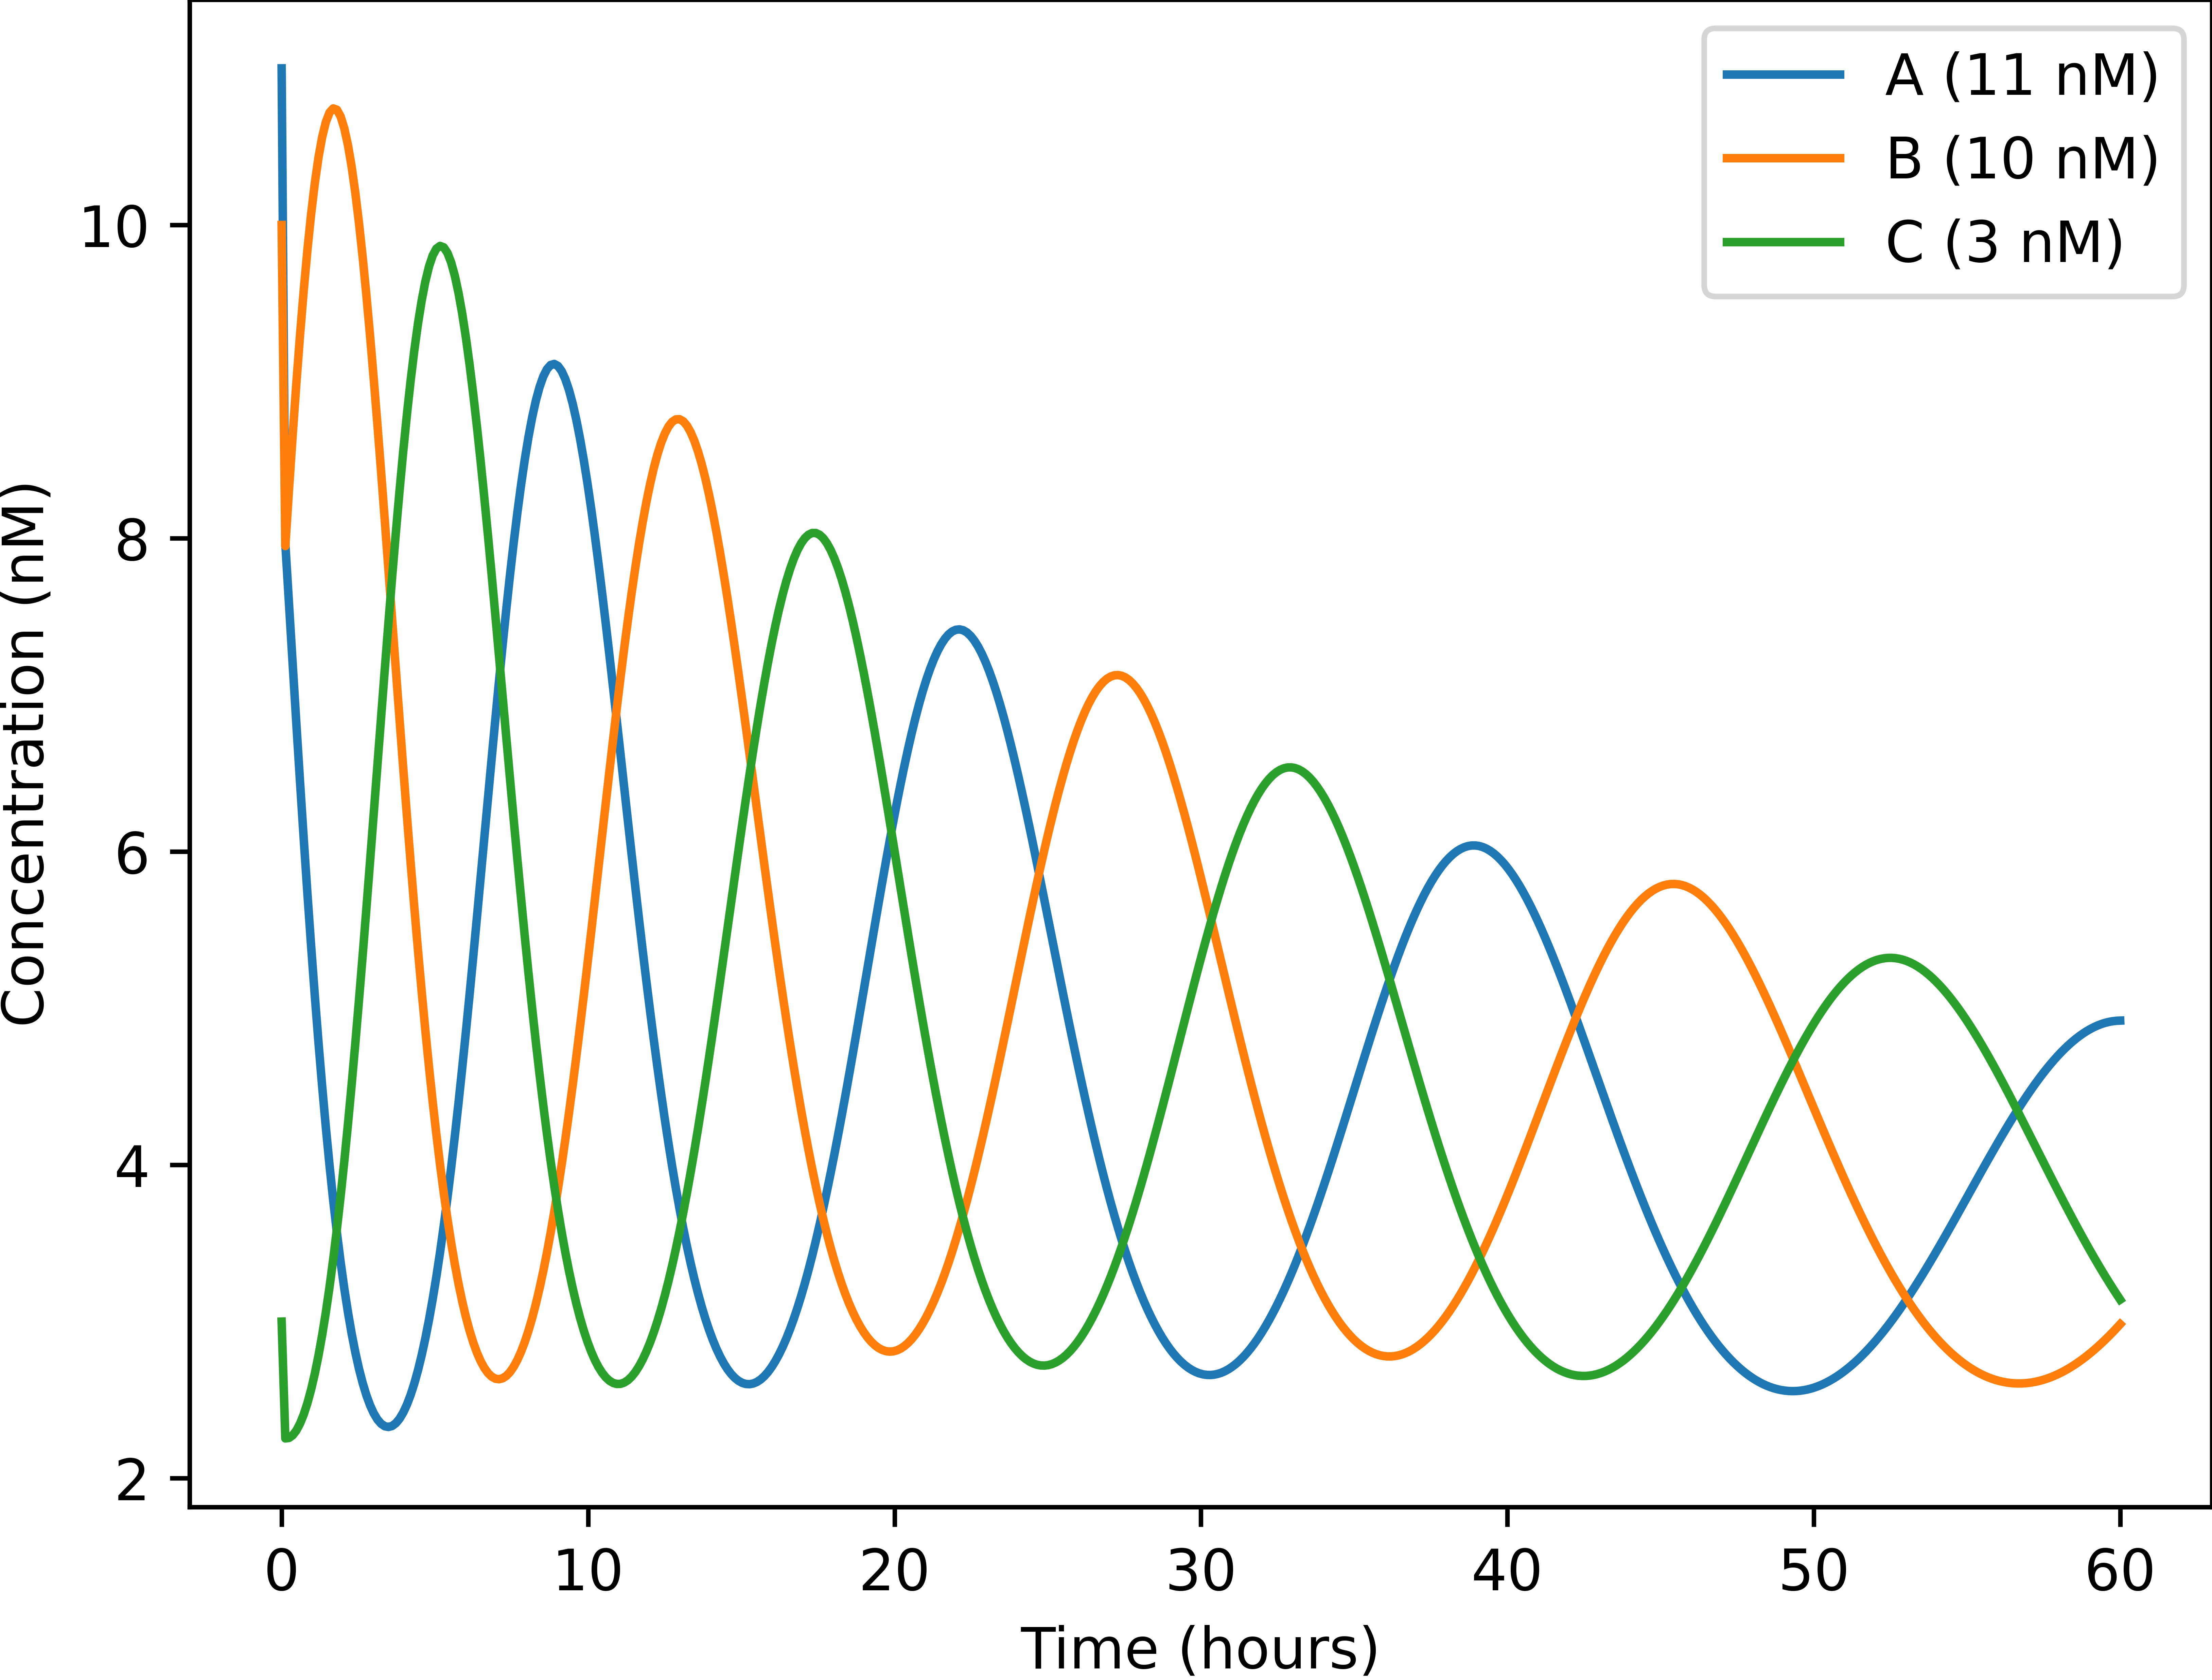 A (11 nM)
B (10 nM)
C (3 nM)
Concentration (nM)
10
8
6
4
2
0 10 20 30 40 50 60
Time (hours)